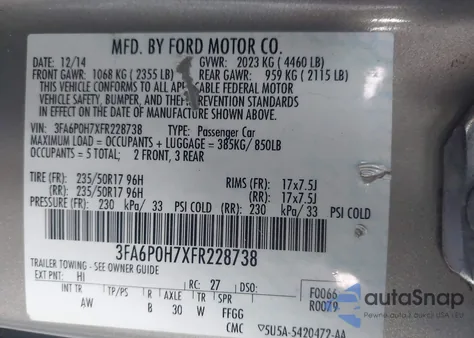 MFD. BY FORD MOTOR CO.
DATE: 12/14 GVWR: 2023 KG ( 4460 LB)
FRONT GAWR: 1068 KG ( 2355 LB) REAR GAWR: 959 KG ( 2115 LB)
THIS VEHICLE CONFORMS TO ALL APPLICABLE FEDERAL MOTOR
VEHICLE SAFETY, BUMPER, AND THEFT PREVENTION STANDARDS
IN EFFECT ON THE DATE OF MANUFACTURE SHOWN ABOVE.
VIN: 3FA6P0H7XFR228738 TYPE: Passenger Car
MAXIMUM LOAD = OCCUPANTS + LUGGAGE = 385KG/ 850LB
OCCUPANTS = 5 TOTAL; 2 FRONT, 3 REAR
TIRE (FR): 235/50R17 96H RIMS (FR): 17x7.5J
(RR): 235/50R17 96H (RR): 17x7.5J
PRESSURE (FR): 230 kPa/ 33 PSI COLD (RR): 230 kPa/ 33 PSI COLD
3FA6P0H7XFR228738
TRAILER TOWING - SEE OWNER GUIDE
EXT PNT: HI RC: 27 DSO: F0066
R0079
INT TR TP/PS R AXLE TR SPR
AW B 30 W FFGG
CMC 5U5A-5420472-AA
autaSnap